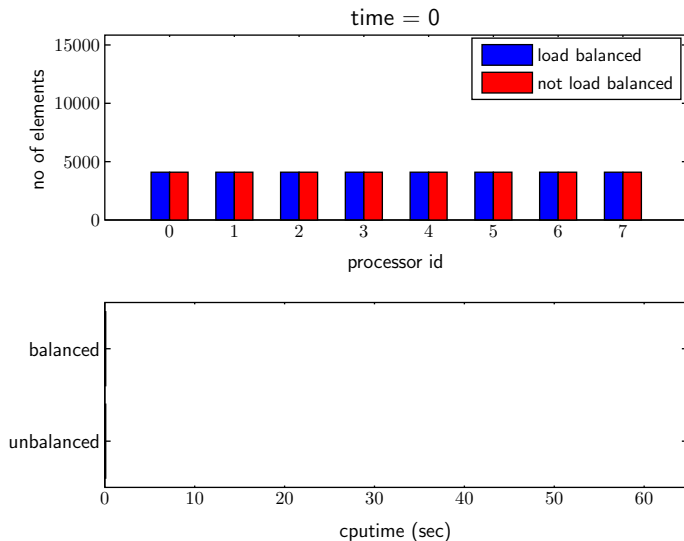 time = 0
15000
10000
5000
0
no of elements
load balanced
not load balanced
0 1 2 3 4 5 6 7
processor id
balanced
unbalanced
0 10 20 30 40 50 60
cputime (sec)